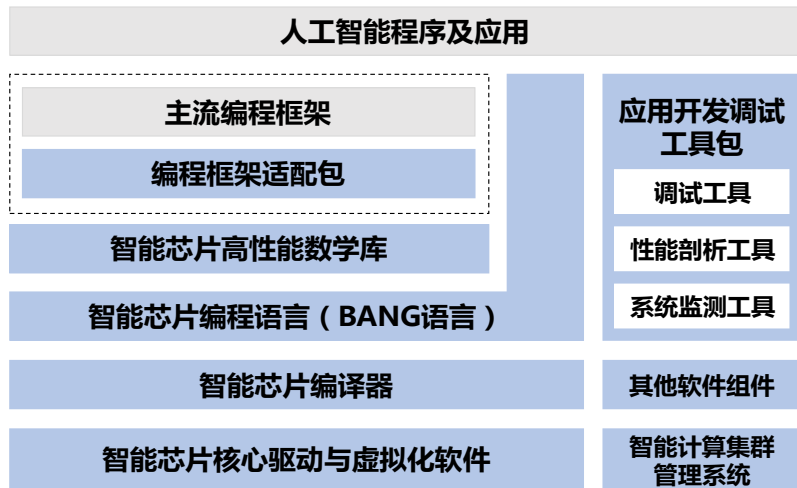 人工智能程序及应用
主流编程框架
编程框架适配包
智能芯片高性能数学库
智能芯片编程语言（BANG语言）
智能芯片编译器
智能芯片核心驱动与虚拟化软件
应用开发调试
工具包
调试工具
性能剖析工具
系统监测工具
其他软件组件
智能计算集群
管理系统